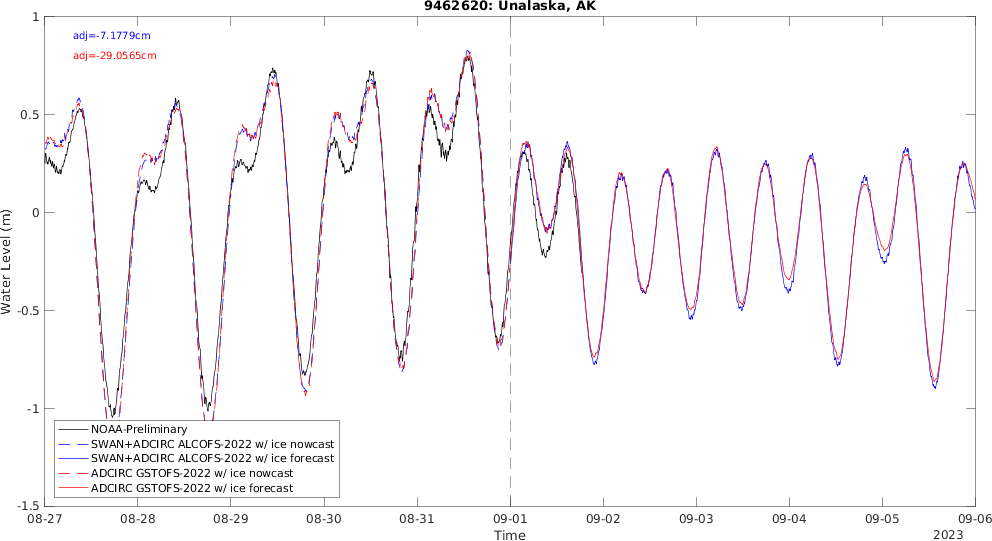 9462620: Unalaska, AK
adj=-7.1779cm
adj=-29.0565cm
Water Level (m)
1
0.5
0
-0.5
-1
-1.5
NOAA-Preliminary
SWAN+ADCIRC ALCOFS-2022 w/ ice nowcast
SWAN+ADCIRC ALCOFS-2022 w/ ice forecast
ADCIRC GSTOFS-2022 w/ ice nowcast
ADCIRC GSTOFS-2022 w/ ice forecast
08-27 08-28 08-29 08-30 08-31 09-01 09-02 09-03 09-04 09-05 09-06
Time
2023